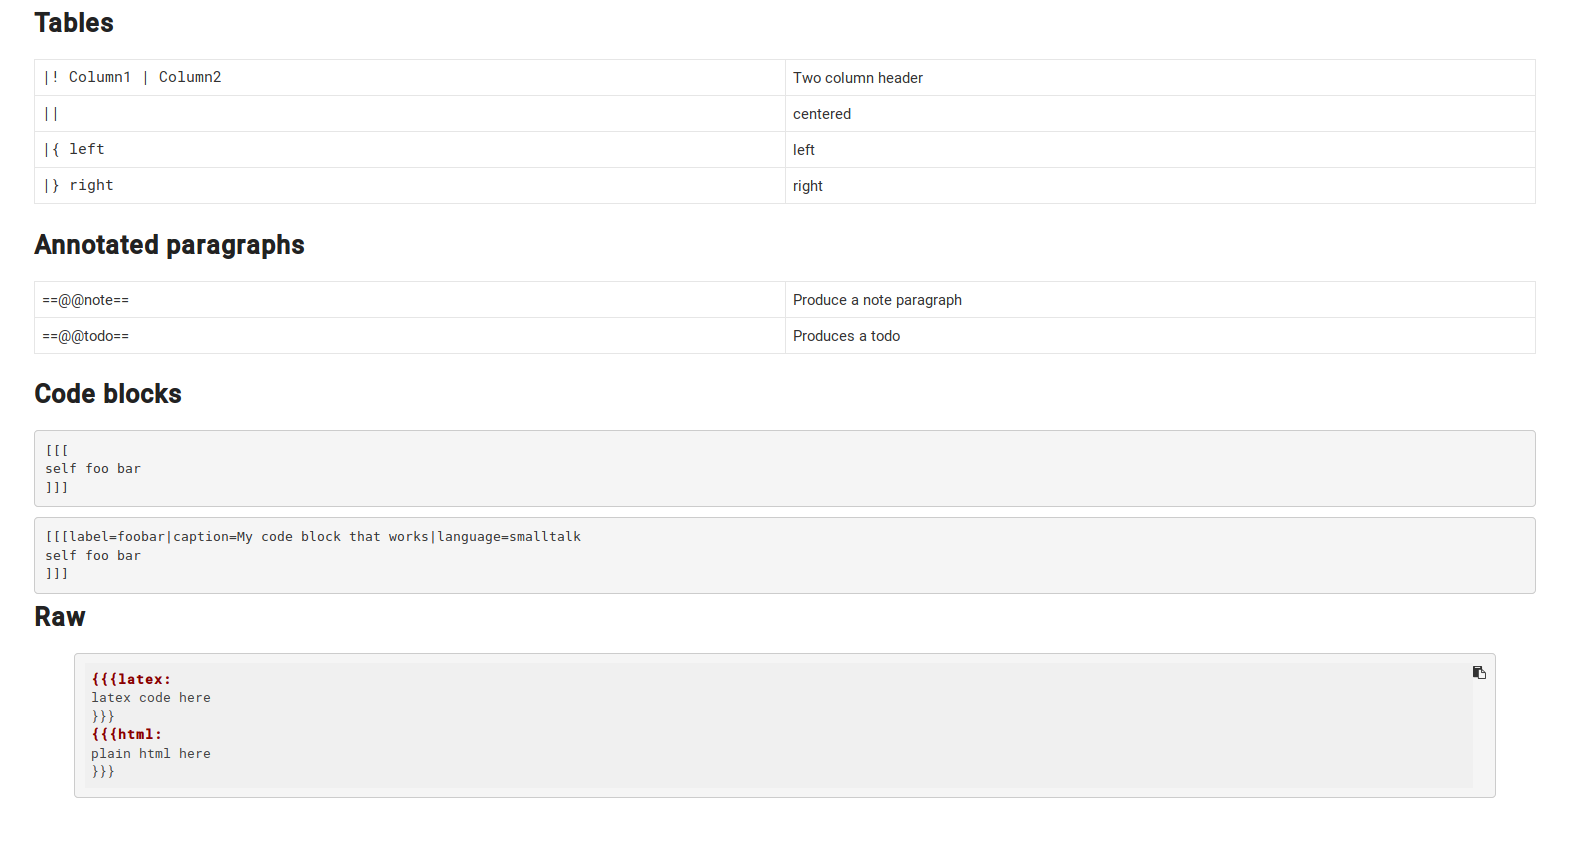 Tables
|! Column1 | Column2 Two column header
|| centered
|{ left left
|} right right
Annotated paragraphs
==@@note== Produce a note paragraph
==@@todo== Produces a todo
Code blocks
[[[
self foo bar
]]]
[[[label=foobar|caption=My code block that works|language=smalltalk
self foo bar
]]]
Raw
{{{latex:
latex code here
}}}
{{{html:
plain html here
}}}